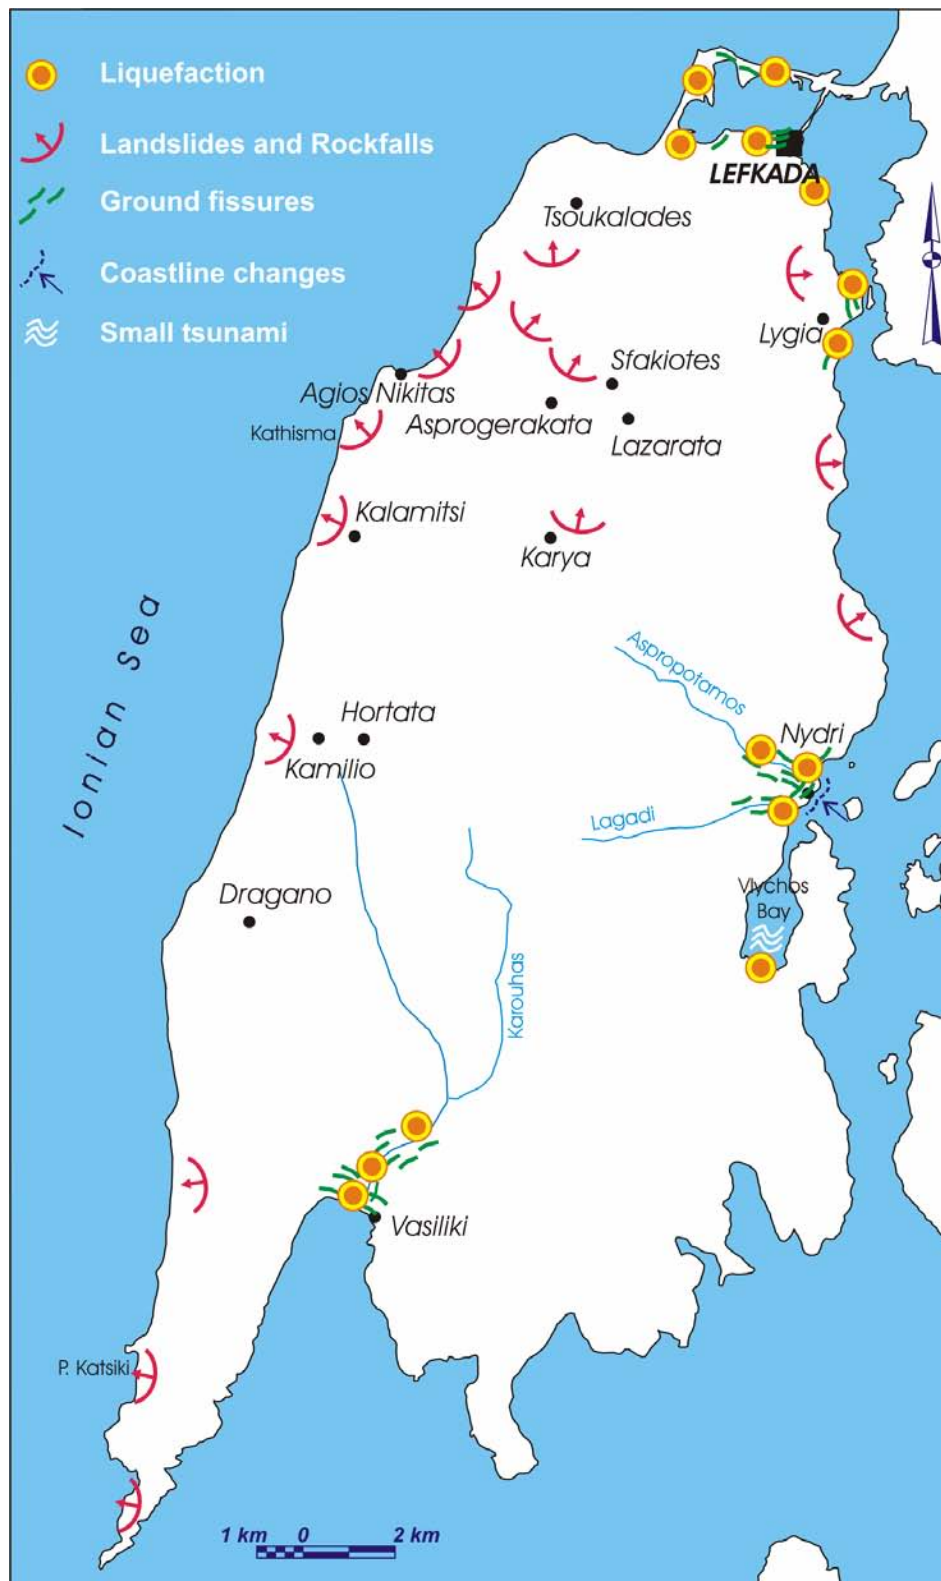 Liquefaction
Landslides and Rockfalls
Ground fissures
Coastline changes
Small tsunami
LEFKADA
Tsoukalades
Lygia
Sfakiotes
Agios Nikitas
Asprogerakata
Kathisma
Lazarata
Kalamitsi
Karya
Ionian sea
Aspropotamos
Hortata
Nydri
Kamilio
Lagadi
Dragano
Vlychos
Bay
Karouhas
Vasiliki
P. Katsiki
1 km 0 2 km